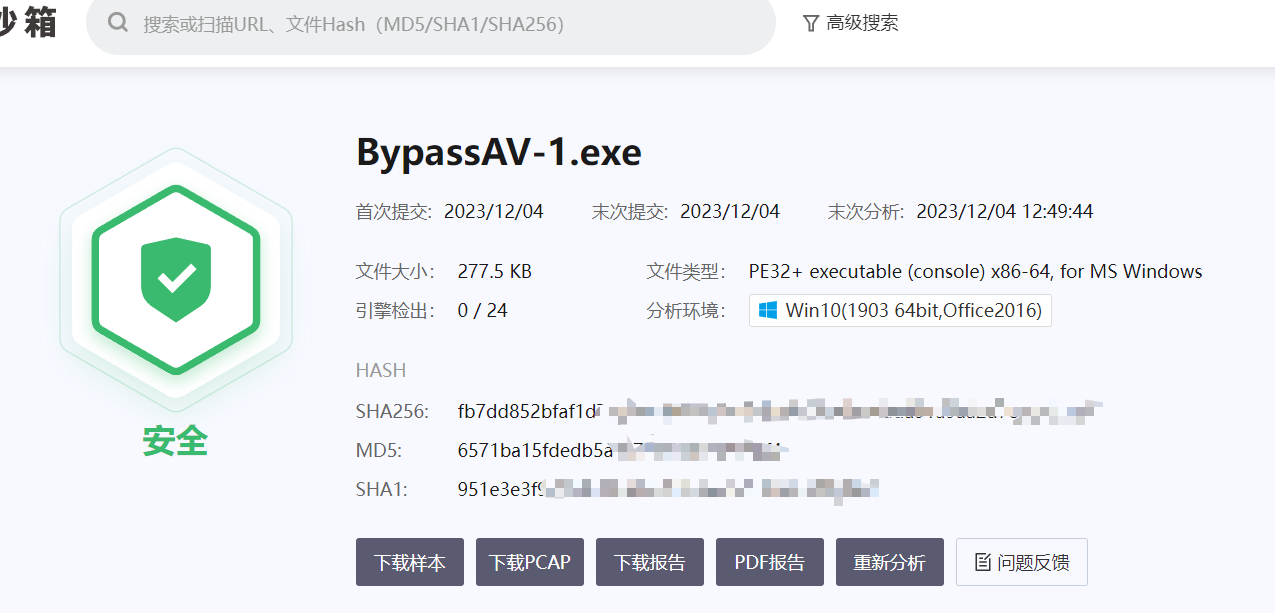 沙箱
搜索或扫描URL、文件Hash（MD5/SHA1/SHA256）
高级搜索
BypassAV-1.exe
首次提交: 2023/12/04 末次提交: 2023/12/04 末次分析: 2023/12/04 12:49:44
文件大小: 277.5 KB 文件类型: PE32+ executable (console) x86-64, for MS Windows
引擎检出: 0 / 24 分析环境: Win10(1903 64bit,Office2016)
HASH
SHA256: fb7dd852bfaf1d
MD5: 6571ba15fdedb5a
SHA1: 951e3e3f9
安全
下载样本 下载PCAP 下载报告 PDF报告 重新分析 问题反馈